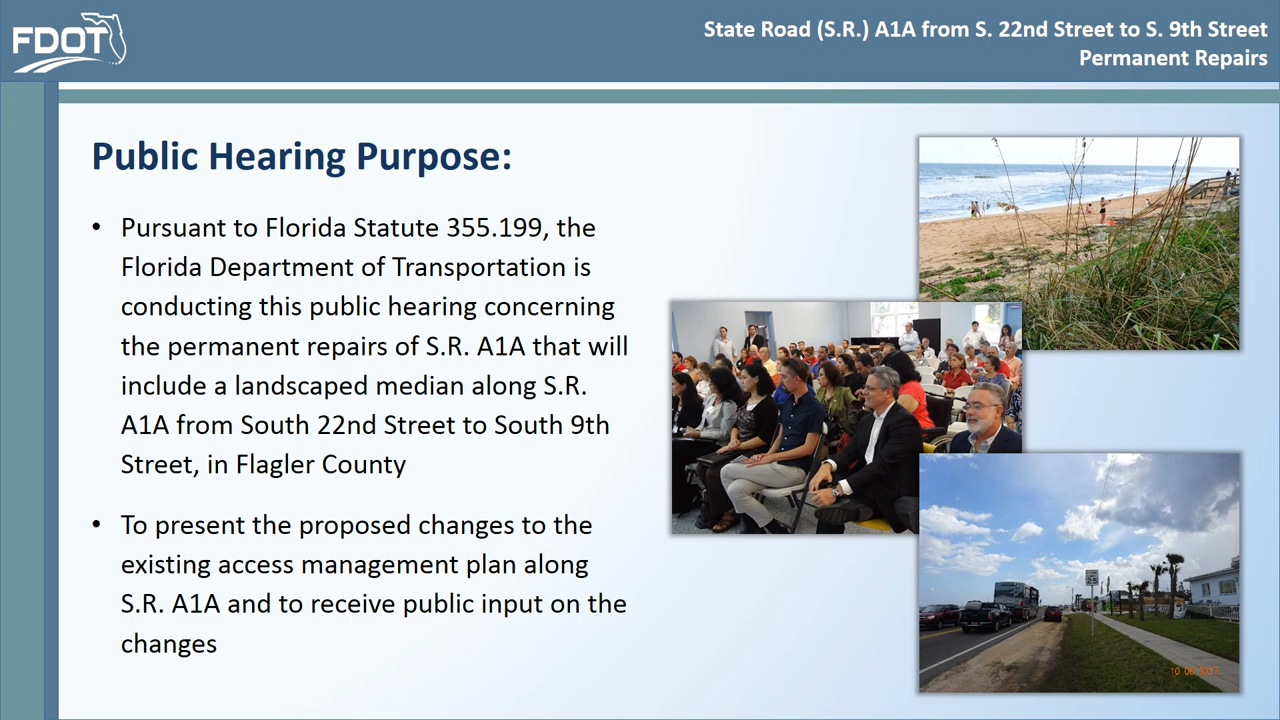 FDOT
State Road (S.R.) A1A from S. 22nd Street to S. 9th Street
Permanent Repairs
Public Hearing Purpose:
• Pursuant to Florida Statute 355.199, the
Florida Department of Transportation is
conducting this public hearing concerning
the permanent repairs of S.R. A1A that will
include a landscaped median along S.R.
A1A from South 22nd Street to South 9th
Street, in Flagler County
• To present the proposed changes to the
existing access management plan along
S.R. A1A and to receive public input on the
changes
25